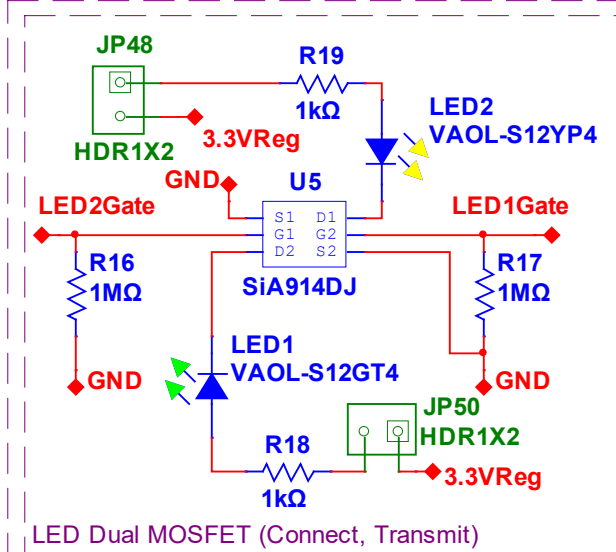 JP48
R19
1kΩ
LED2
VAOL-S12YP4
3.3VReg
HDR1X2
GND
U5
LED2Gate
LED1Gate
S1 D1
G1 G2
D2 S2
R16
1MΩ
R17
1MΩ
SiA914DJ
LED1
VAOL-S12GT4
GND
GND
JP50
HDR1X2
R18
1kΩ
3.3VReg
LED Dual MOSFET (Connect, Transmit)